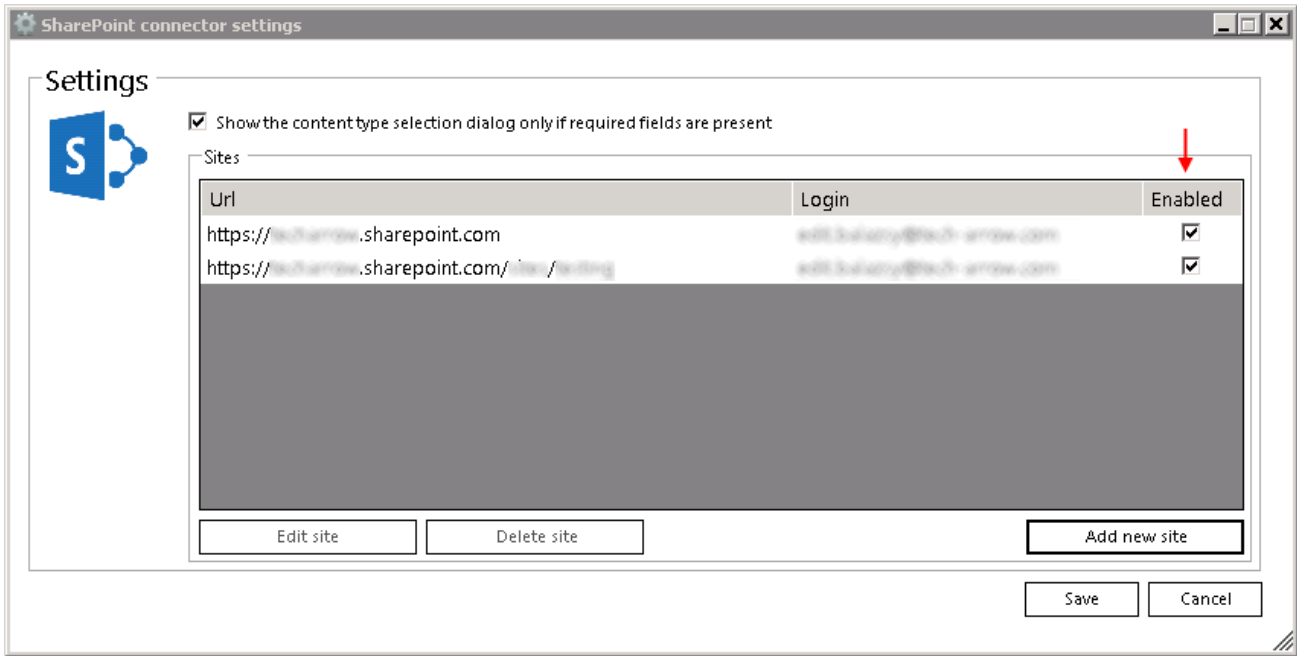 SharePoint connector settings
Settings
S
Show the content type selection dialog only if required fields are present
Sites
Url Login Enabled
https:// .sharepoint.com
https:// .sharepoint.com/ /
Edit site Delete site Add new site
Save Cancel